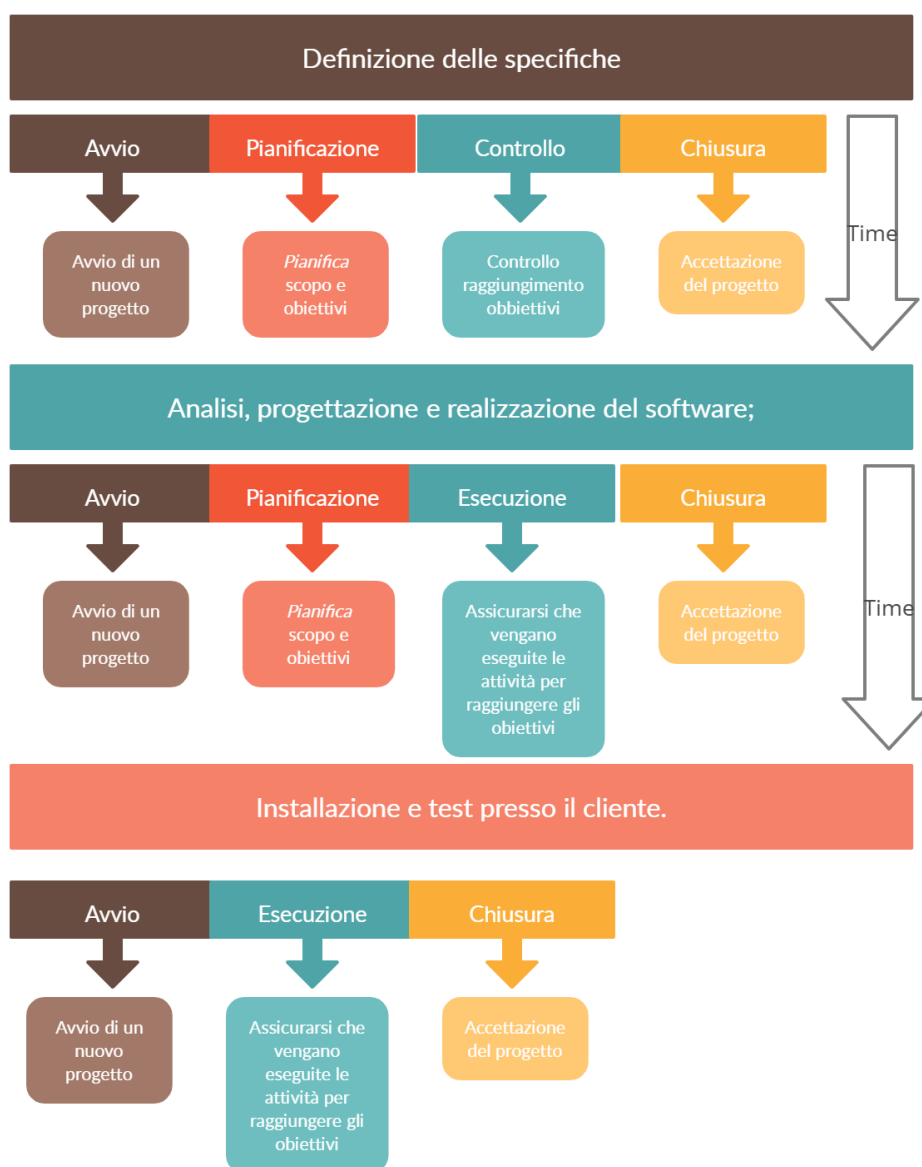 Definizione delle specifiche
Avvio
Pianificazione
Controllo
Chiusura
Time
Avvio di un
nuovo
progetto
Pianifica
scopo e
obiettivi
Controllo
raggiungimento
obbiettivi
Accettazione
del progetto
Analisi, progettazione e realizzazione del software;
Avvio
Pianificazione
Esecuzione
Chiusura
Time
Avvio di un
nuovo
progetto
Pianifica
scopo e
obiettivi
Assicurarsi che
vengano
eseguite le
attività per
raggiungere gli
obiettivi
Accettazione
del progetto
Installazione e test presso il cliente.
Avvio
Esecuzione
Chiusura
Avvio di un
nuovo
progetto
Assicurarsi che
vengano
eseguite le
attività per
raggiungere gli
obiettivi
Accettazione
del progetto